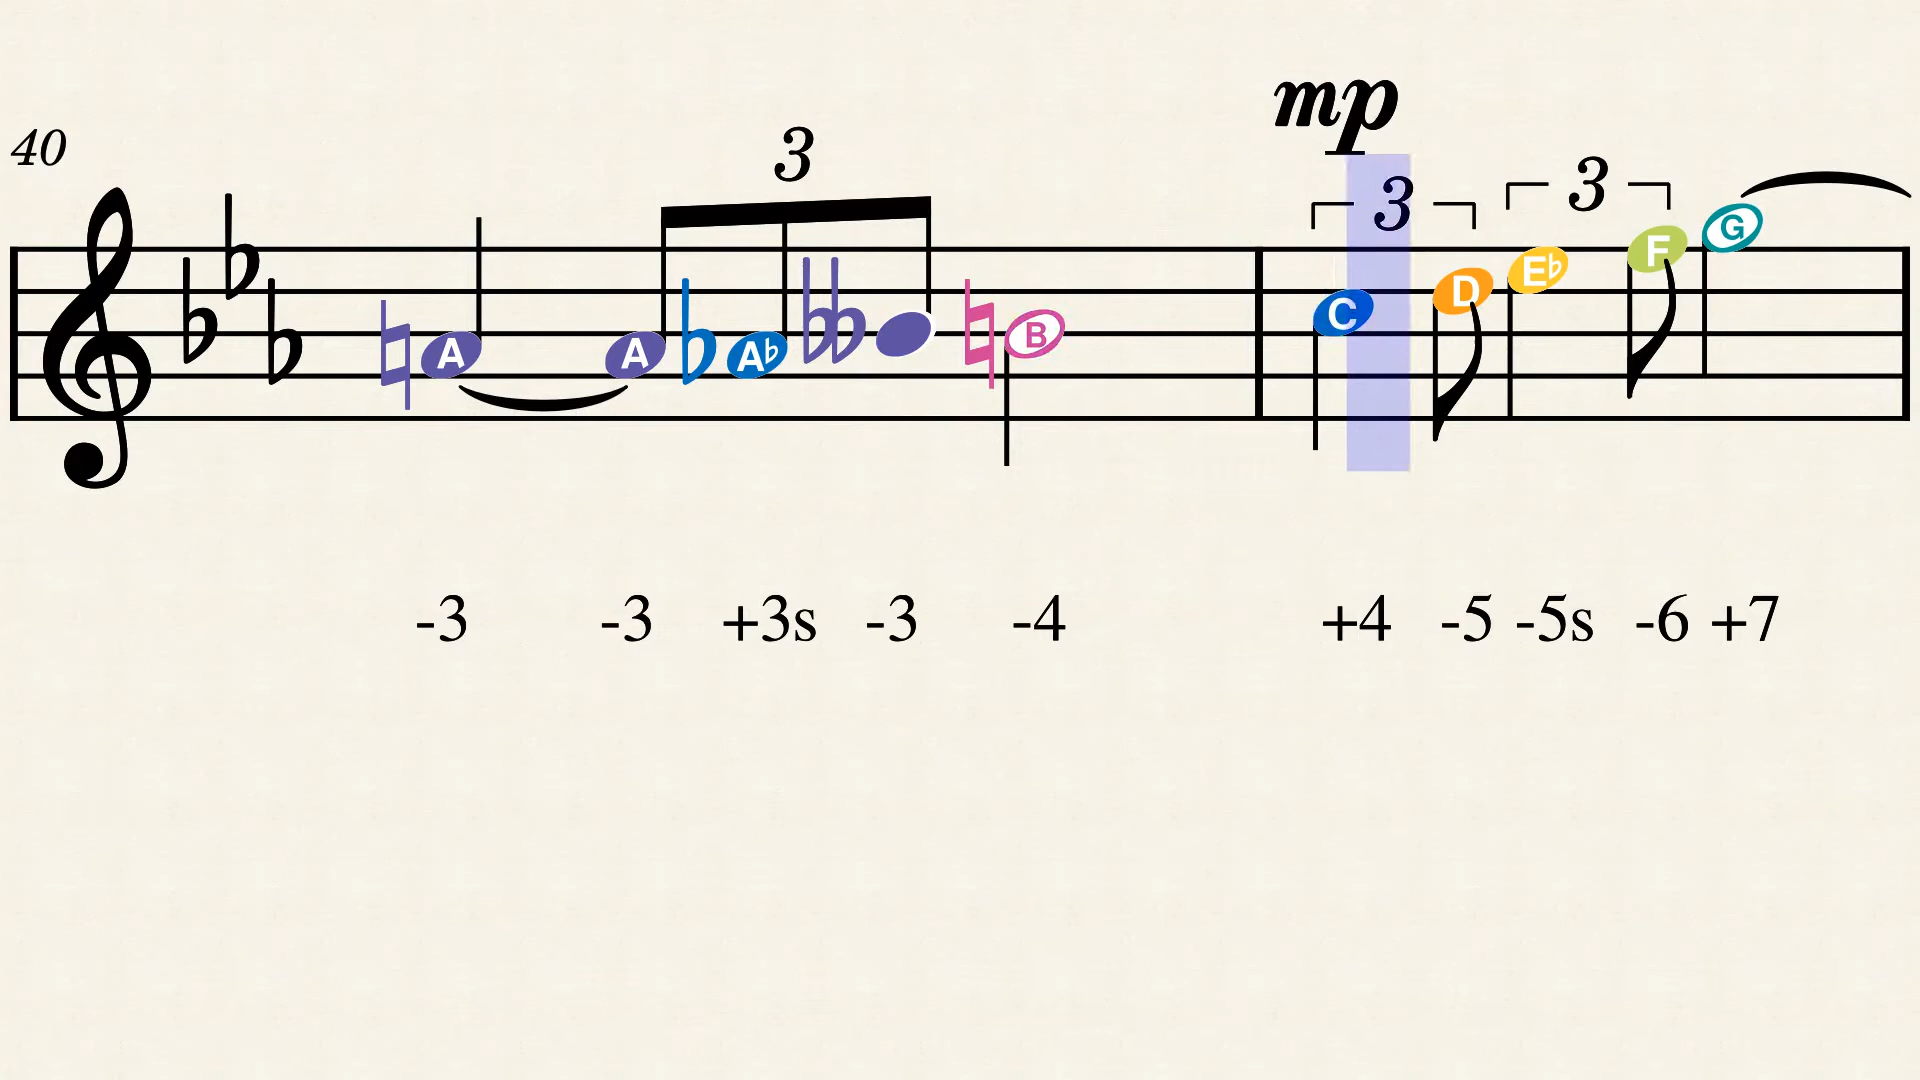 mp
40 3 3 3
A A A♭ B C D E♭ F G
-3 -3 +3s -3 -4 +4 -5 -5s -6 +7